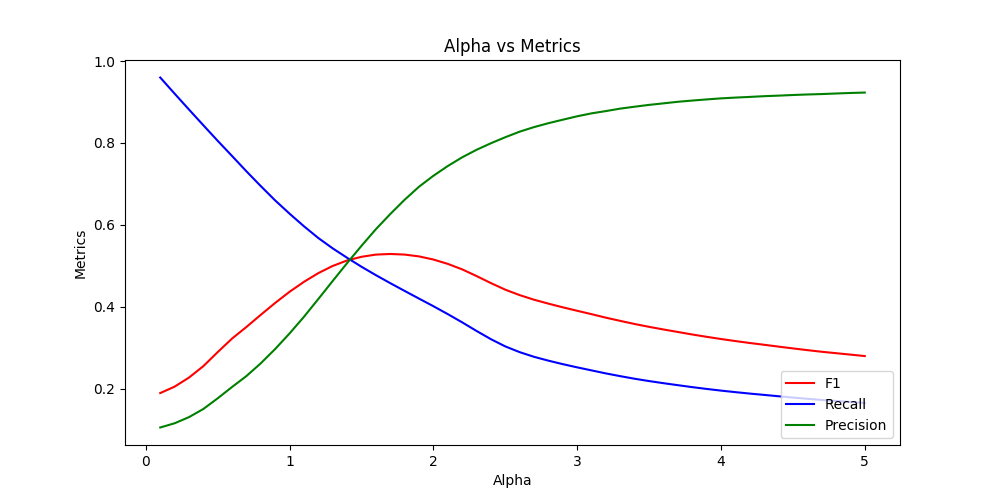 Alpha vs Metrics
1.0
0.8
0.6
0.4
0.2
Metrics
0 1 2 3 4 5
Alpha
F1
Recall
Precision